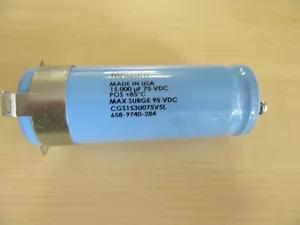 MADE IN USA
15,000 µF 75 VDC
POS +85°C
MAX SURGE 95 VDC
CGS153U075V5L
658-9740-284